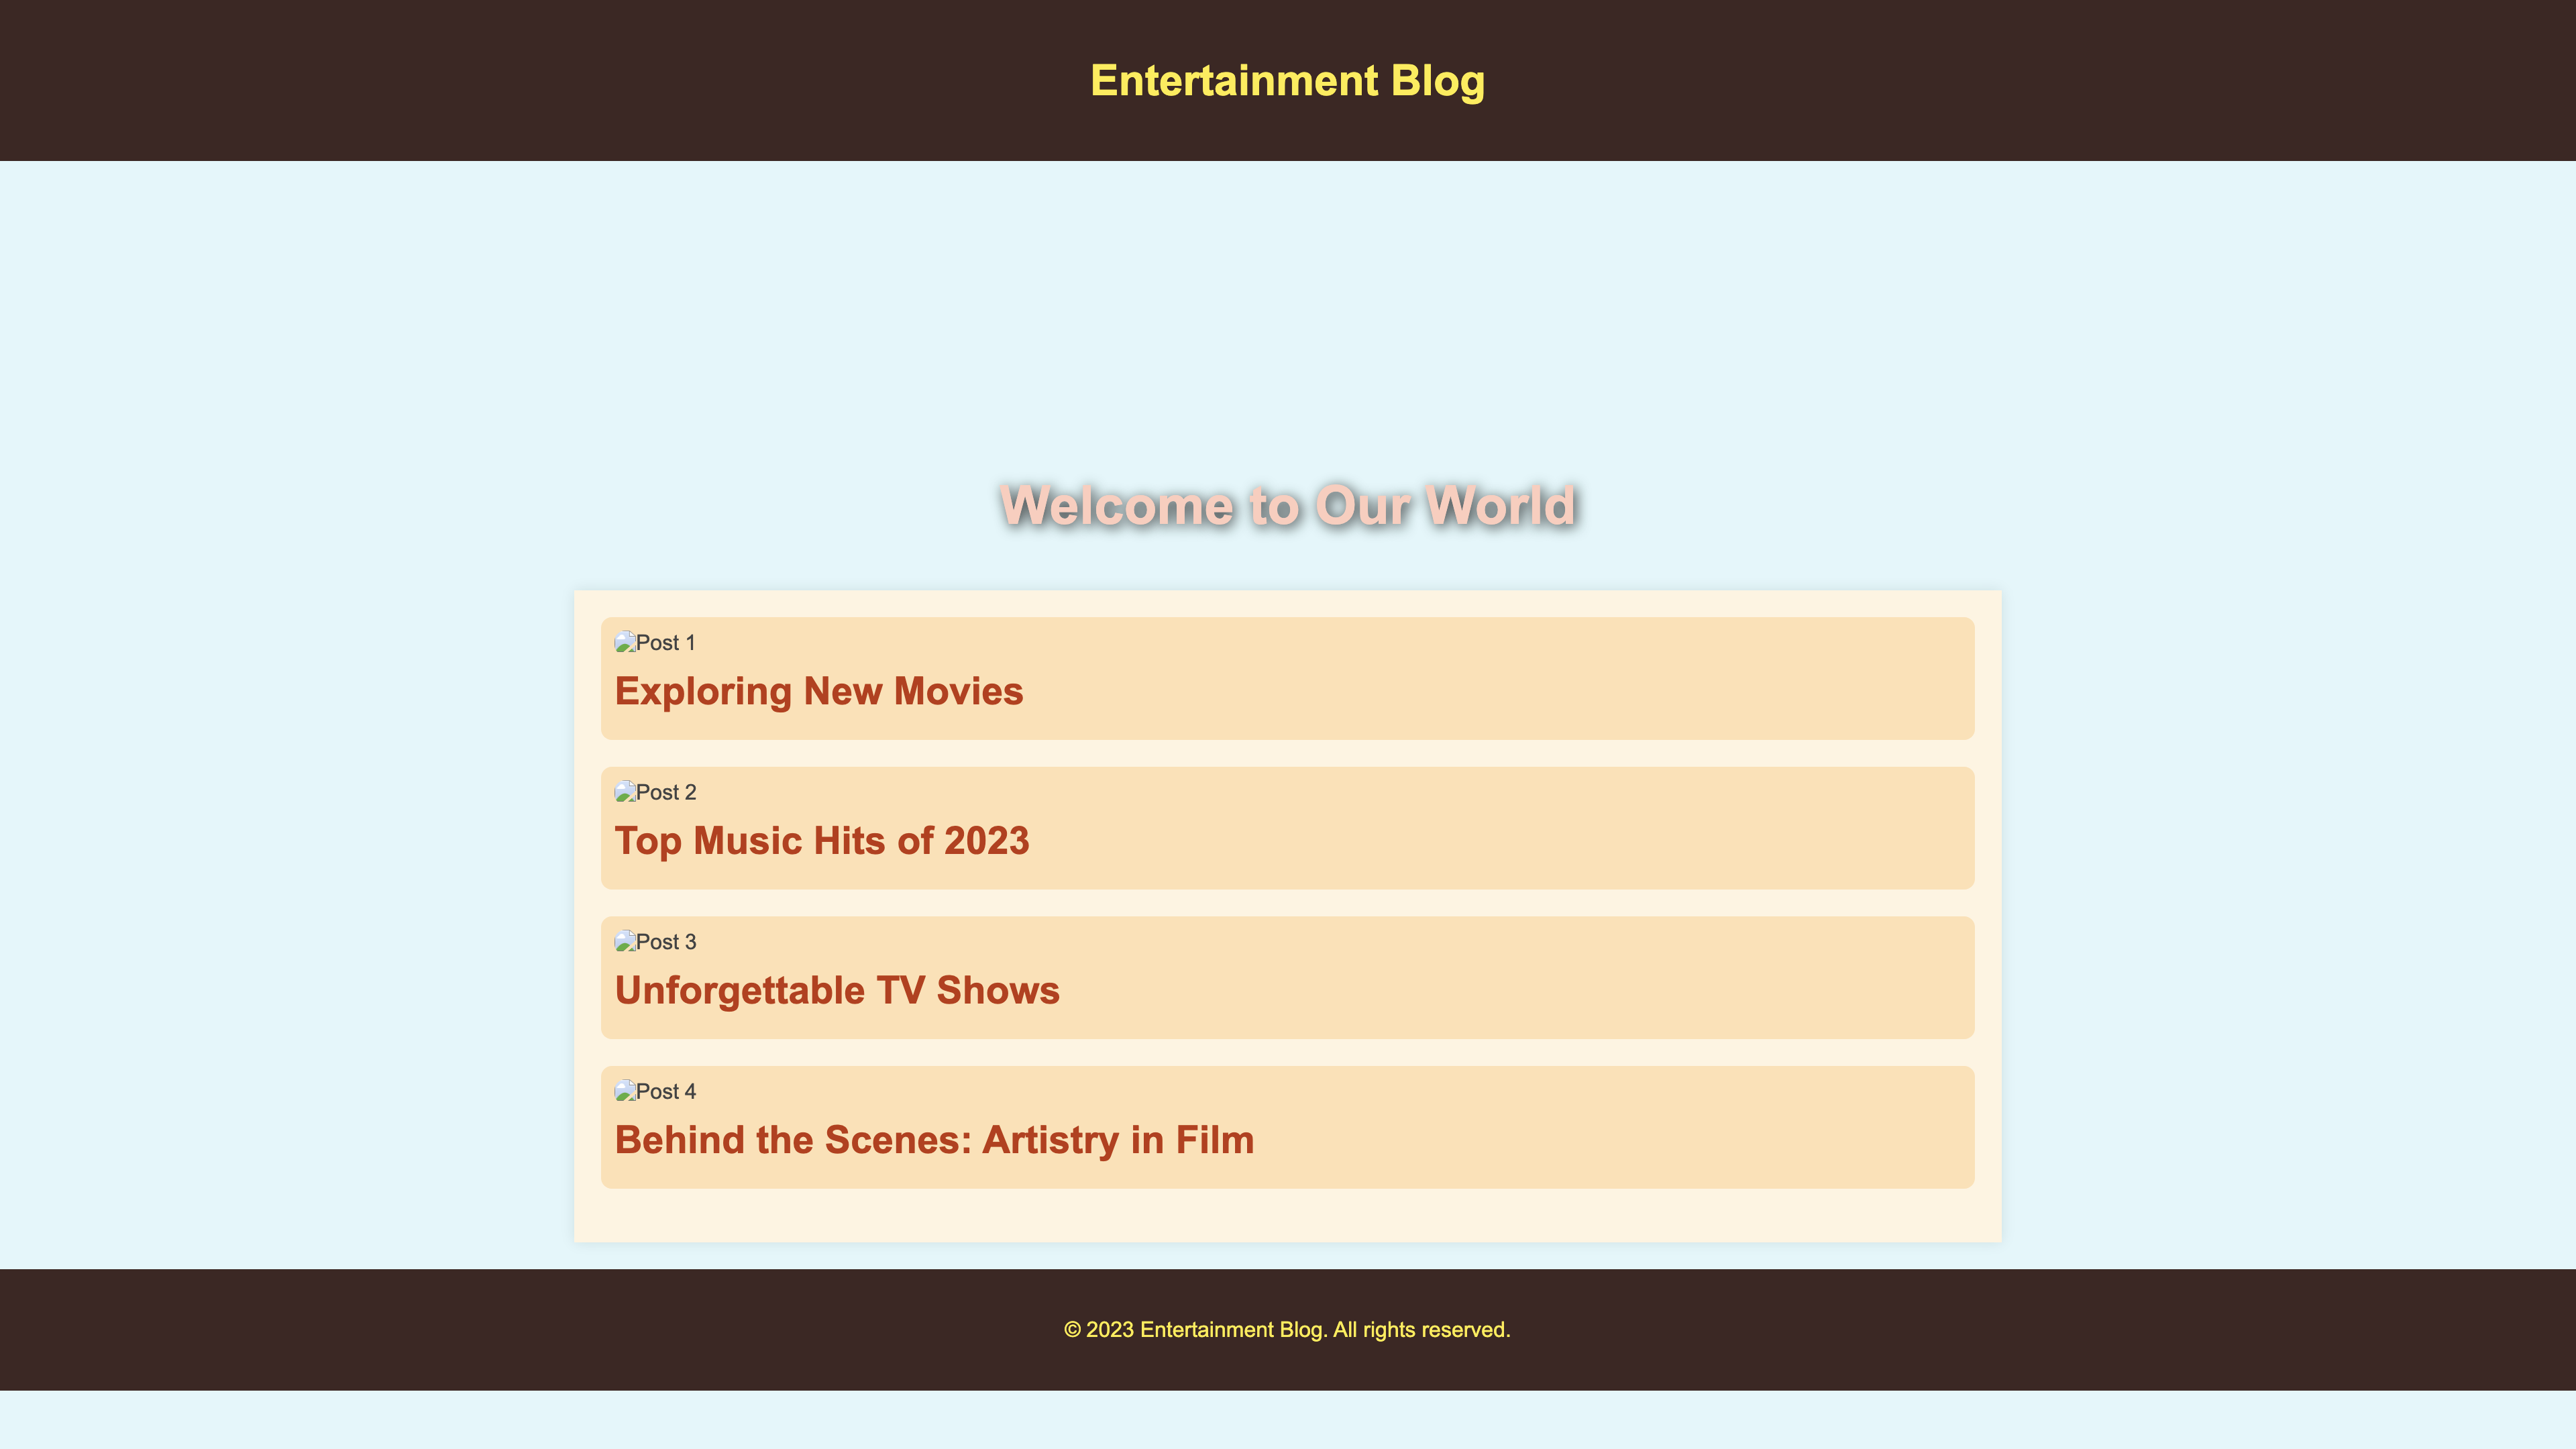 Entertainment Blog
Welcome to Our World
Post 1
Exploring New Movies
Post 2
Top Music Hits of 2023
Post 3
Unforgettable TV Shows
Post 4
Behind the Scenes: Artistry in Film
© 2023 Entertainment Blog. All rights reserved.